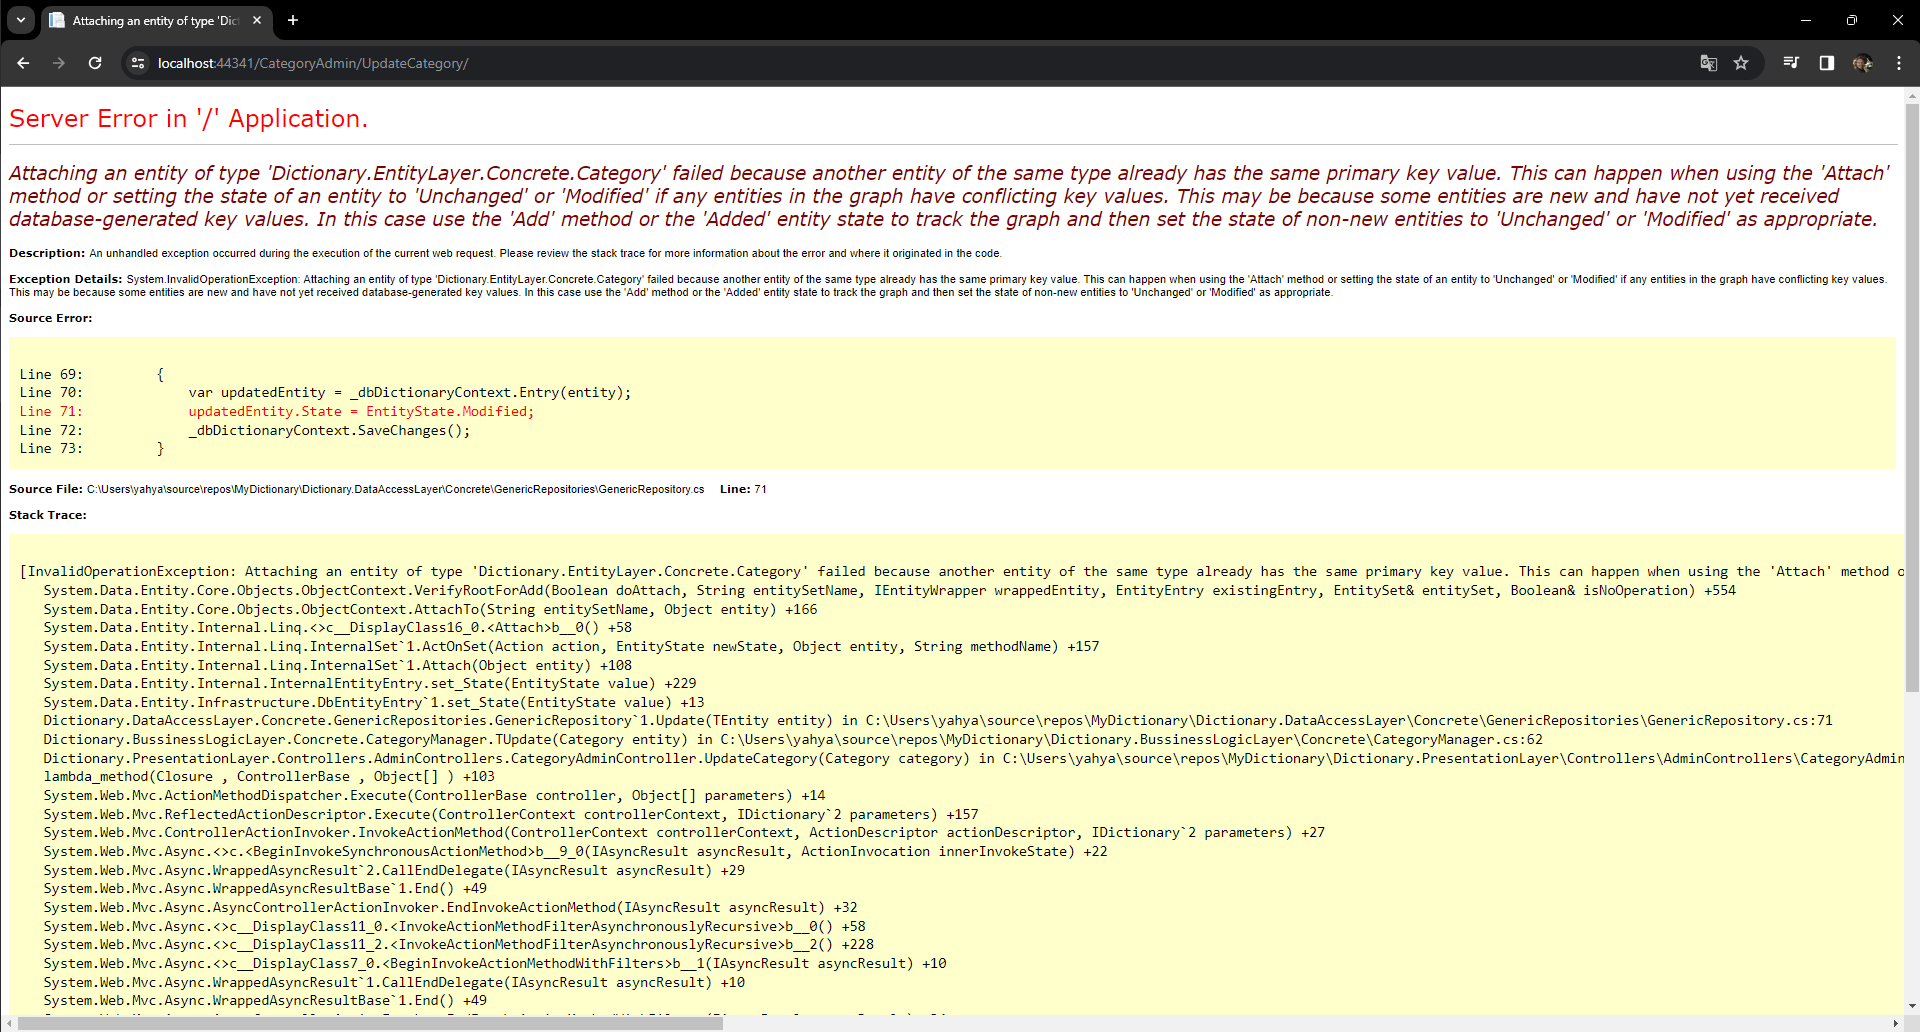 Attaching an entity of type 'Dic
localhost:44341/CategoryAdmin/UpdateCategory/
Server Error in '/' Application.
Attaching an entity of type 'Dictionary.EntityLayer.Concrete.Category' failed because another entity of the same type already has the same primary key value. This can happen when using the 'Attach'
method or setting the state of an entity to 'Unchanged' or 'Modified' if any entities in the graph have conflicting key values. This may be because some entities are new and have not yet received
database-generated key values. In this case use the 'Add' method or the 'Added' entity state to track the graph and then set the state of non-new entities to 'Unchanged' or 'Modified' as appropriate.
Description: An unhandled exception occurred during the execution of the current web request. Please review the stack trace for more information about the error and where it originated in the code.
Exception Details: System.InvalidOperationException: Attaching an entity of type 'Dictionary.EntityLayer.Concrete.Category' failed because another entity of the same type already has the same primary key value. This can happen when using the 'Attach' method or setting the state of an entity to 'Unchanged' or 'Modified' if any entities in the graph have conflicting key values.
This may be because some entities are new and have not yet received database-generated key values. In this case use the 'Add' method or the 'Added' entity state to track the graph and then set the state of non-new entities to 'Unchanged' or 'Modified' as appropriate.
Source Error:
Line 69:         {
Line 70:             var updatedEntity = _dbDictionaryContext.Entry(entity);
Line 71:             updatedEntity.State = EntityState.Modified;
Line 72:             _dbDictionaryContext.SaveChanges();
Line 73:         }
Source File: C:\Users\yahya\source\repos\MyDictionary\Dictionary.DataAccessLayer\Concrete\GenericRepositories\GenericRepository.cs    Line: 71
Stack Trace:
[InvalidOperationException: Attaching an entity of type 'Dictionary.EntityLayer.Concrete.Category' failed because another entity of the same type already has the same primary key value. This can happen when using the 'Attach' method o
System.Data.Entity.Core.Objects.ObjectContext.VerifyRootForAdd(Boolean doAttach, String entitySetName, IEntityWrapper wrappedEntity, EntityEntry existingEntry, EntitySet& entitySet, Boolean& isNoOperation) +554
System.Data.Entity.Core.Objects.ObjectContext.AttachTo(String entitySetName, Object entity) +166
System.Data.Entity.Internal.Linq.<>c__DisplayClass16_0.<Attach>b__0() +58
System.Data.Entity.Internal.Linq.InternalSet`1.ActOnSet(Action action, EntityState newState, Object entity, String methodName) +157
System.Data.Entity.Internal.Linq.InternalSet`1.Attach(Object entity) +108
System.Data.Entity.Internal.InternalEntityEntry.set_State(EntityState value) +229
System.Data.Entity.Infrastructure.DbEntityEntry`1.set_State(EntityState value) +13
Dictionary.DataAccessLayer.Concrete.GenericRepositories.GenericRepository`1.Update(TEntity entity) in C:\Users\yahya\source\repos\MyDictionary\Dictionary.DataAccessLayer\Concrete\GenericRepositories\GenericRepository.cs:71
Dictionary.BussinessLogicLayer.Concrete.CategoryManager.TUpdate(Category entity) in C:\Users\yahya\source\repos\MyDictionary\Dictionary.BussinessLogicLayer\Concrete\CategoryManager.cs:62
Dictionary.PresentationLayer.Controllers.AdminControllers.CategoryAdminController.UpdateCategory(Category category) in C:\Users\yahya\source\repos\MyDictionary\Dictionary.PresentationLayer\Controllers\AdminControllers\CategoryAdmin
lambda_method(Closure , ControllerBase , Object[] ) +103
System.Web.Mvc.ActionMethodDispatcher.Execute(ControllerBase controller, Object[] parameters) +14
System.Web.Mvc.ReflectedActionDescriptor.Execute(ControllerContext controllerContext, IDictionary`2 parameters) +157
System.Web.Mvc.ControllerActionInvoker.InvokeActionMethod(ControllerContext controllerContext, ActionDescriptor actionDescriptor, IDictionary`2 parameters) +27
System.Web.Mvc.Async.<>c.<BeginInvokeSynchronousActionMethod>b__9_0(IAsyncResult asyncResult, ActionInvocation innerInvokeState) +22
System.Web.Mvc.Async.WrappedAsyncResult`2.CallEndDelegate(IAsyncResult asyncResult) +29
System.Web.Mvc.Async.WrappedAsyncResultBase`1.End() +49
System.Web.Mvc.Async.AsyncControllerActionInvoker.EndInvokeActionMethod(IAsyncResult asyncResult) +32
System.Web.Mvc.Async.<>c__DisplayClass11_0.<InvokeActionMethodFilterAsynchronouslyRecursive>b__0() +58
System.Web.Mvc.Async.<>c__DisplayClass11_2.<InvokeActionMethodFilterAsynchronouslyRecursive>b__2() +228
System.Web.Mvc.Async.<>c__DisplayClass7_0.<BeginInvokeActionMethodWithFilters>b__1(IAsyncResult asyncResult) +10
System.Web.Mvc.Async.WrappedAsyncResult`1.CallEndDelegate(IAsyncResult asyncResult) +10
System.Web.Mvc.Async.WrappedAsyncResultBase`1.End() +49